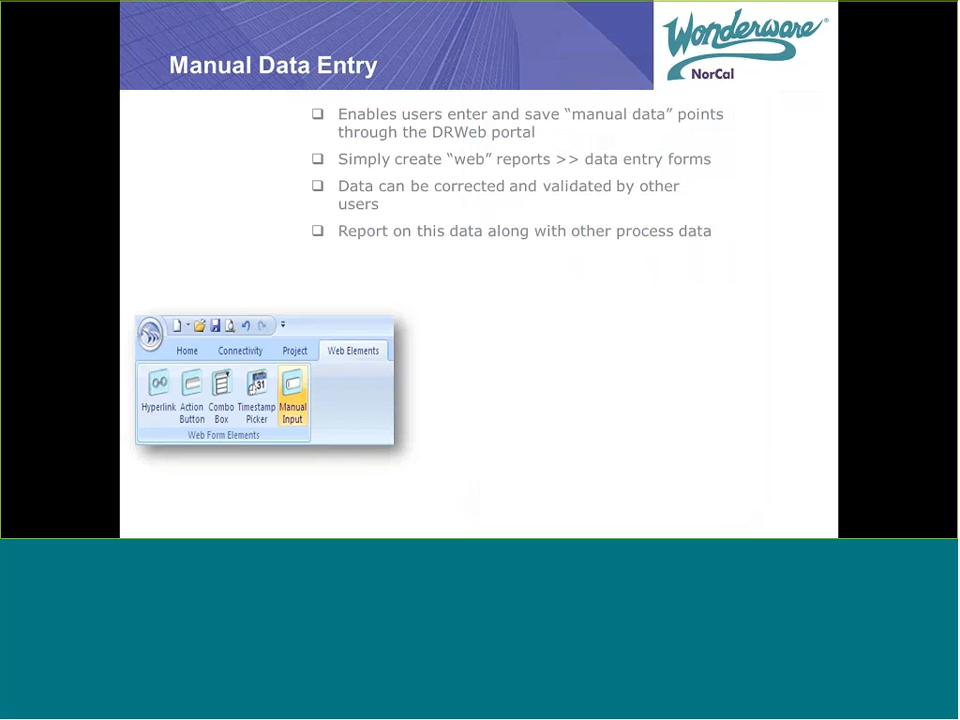 Manual Data Entry
Wonderware®
NorCal
❑ Enables users enter and save “manual data” points
through the DRWeb portal
❑ Simply create “web” reports >> data entry forms
❑ Data can be corrected and validated by other
users
❑ Report on this data along with other process data
Home Connectivity Project Web Elements
31
Hyperlink Action Combo Timestamp Manual
Button Box Picker Input
Web Form Elements